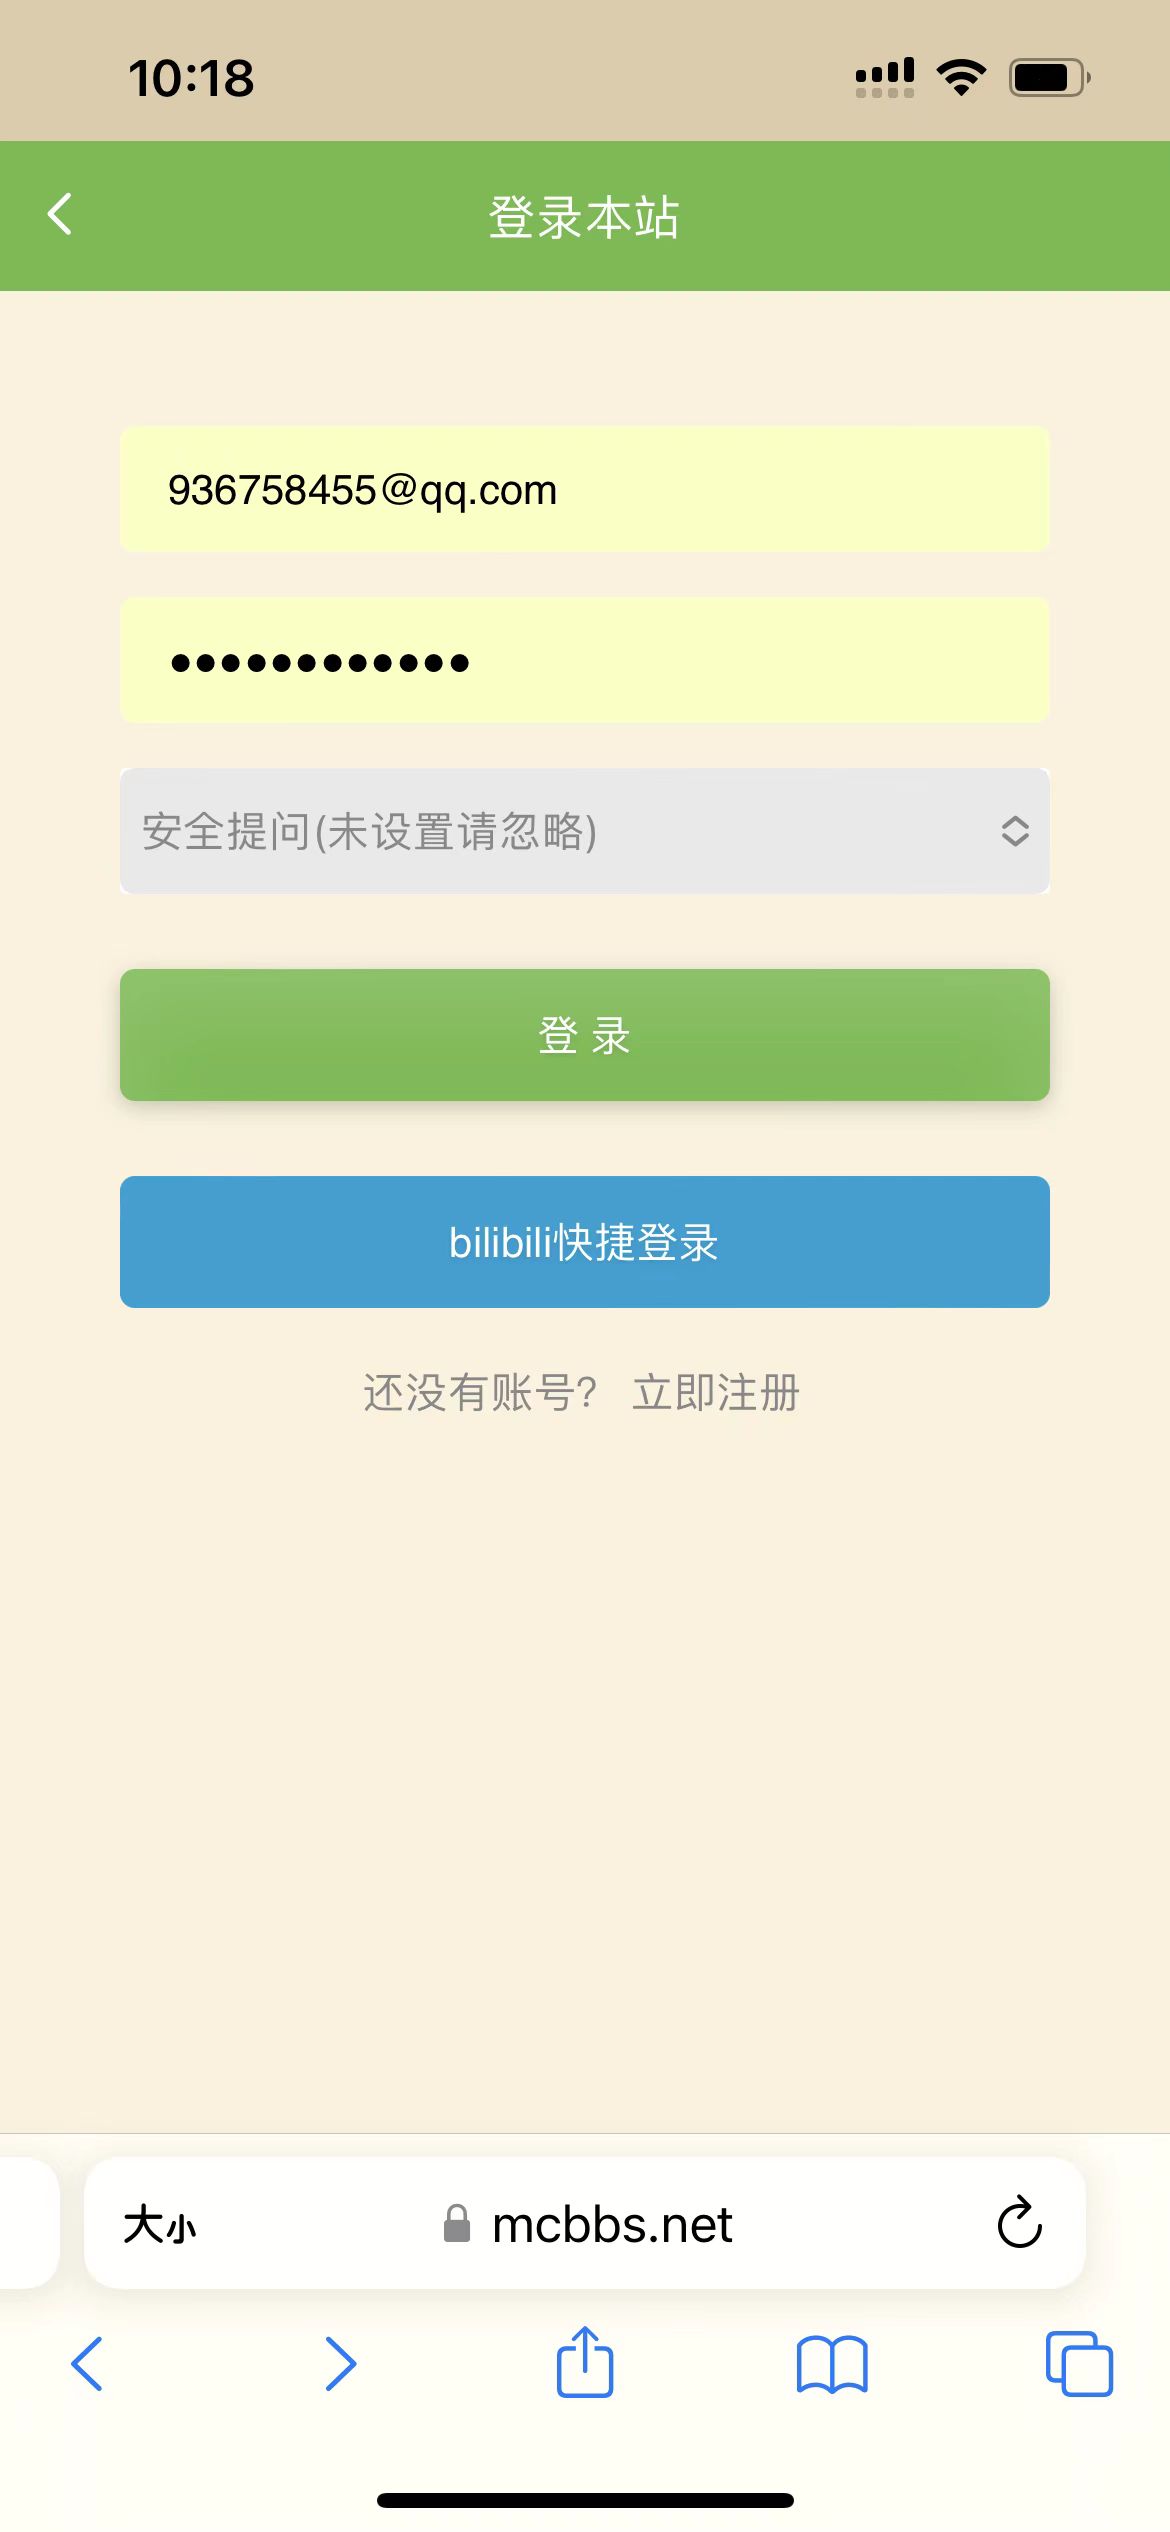 10:18
登录本站
936758455@qq.com
••••••••••••
安全提问(未设置请忽略)
登 录
bilibili快捷登录
还没有账号? 立即注册
大小 mcbbs.net